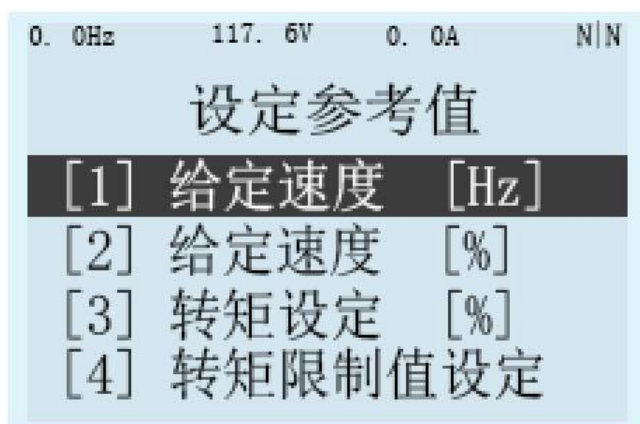 0. 0Hz 117. 6V 0. 0A N|N
设定参考值
[1] 给定速度 [Hz]
[2] 给定速度 [%]
[3] 转矩设定 [%]
[4] 转矩限制值设定